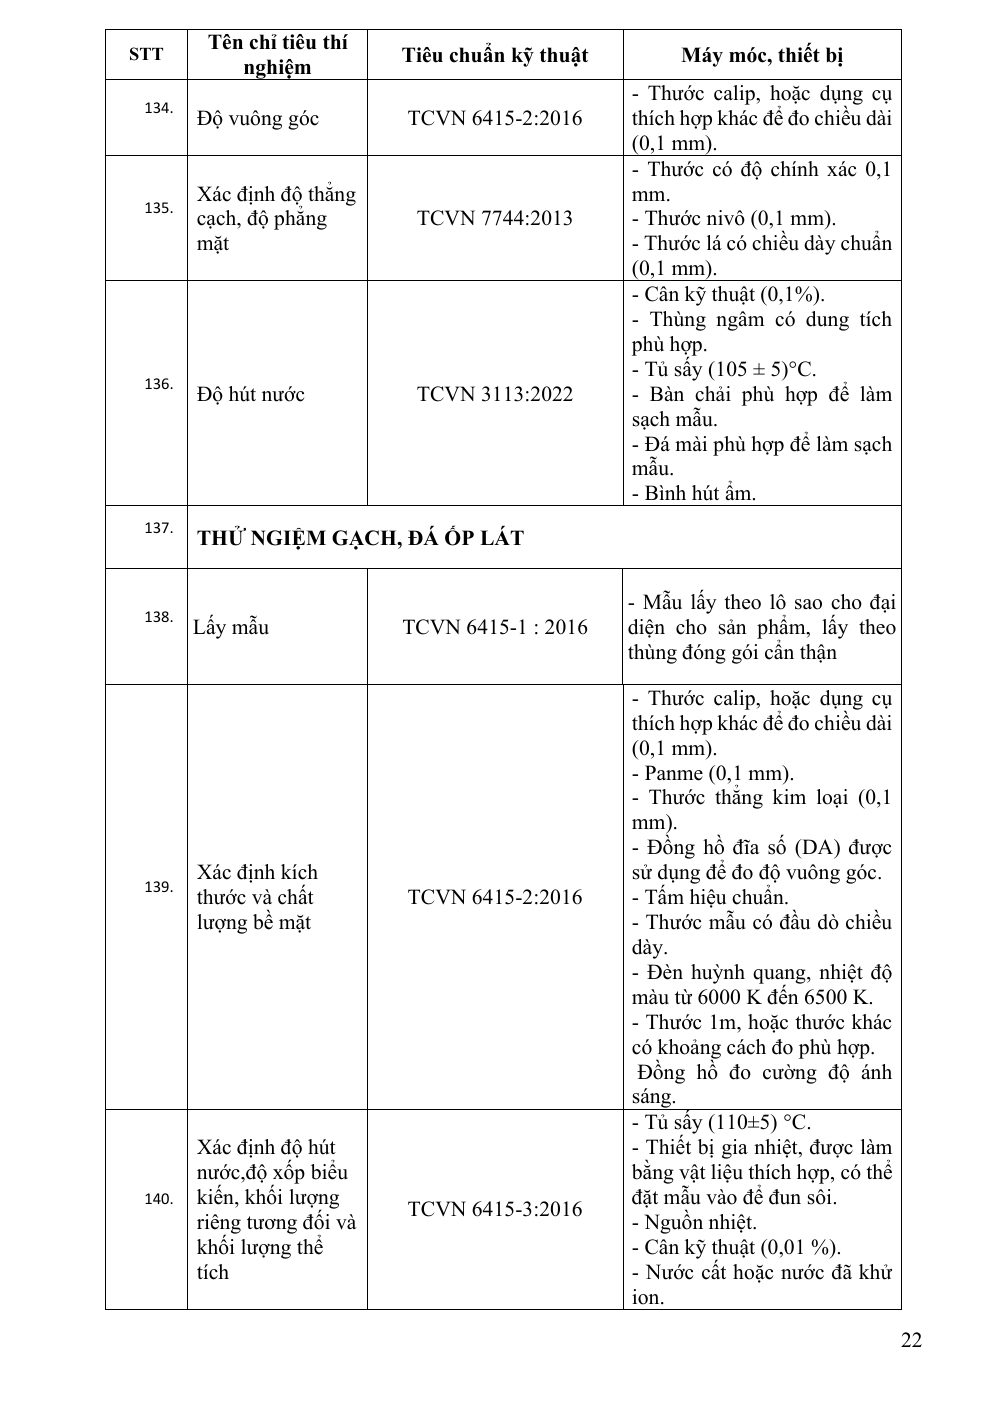 STT
Tên chỉ tiêu thí
nghiệm
Tiêu chuẩn kỹ thuật
Máy móc, thiết bị
134.
Độ vuông góc
TCVN 6415-2:2016
- Thước calip, hoặc dụng cụ
thích hợp khác để đo chiều dài
(0,1 mm).
135.
Xác định độ thẳng
cạch, độ phẳng
mặt
TCVN 7744:2013
- Thước có độ chính xác 0,1
mm.
- Thước nivô (0,1 mm).
- Thước lá có chiều dày chuẩn
(0,1 mm).
136.
Độ hút nước
TCVN 3113:2022
- Cân kỹ thuật (0,1%).
- Thùng ngâm có dung tích
phù hợp.
- Tủ sấy (105 ± 5)°C.
- Bàn chải phù hợp để làm
sạch mẫu.
- Đá mài phù hợp để làm sạch
mẫu.
- Bình hút ẩm.
137.
THỬ NGIỆM GẠCH, ĐÁ ỐP LÁT
138.
Lấy mẫu
TCVN 6415-1 : 2016
- Mẫu lấy theo lô sao cho đại
diện cho sản phẩm, lấy theo
thùng đóng gói cẩn thận
139.
Xác định kích
thước và chất
lượng bề mặt
TCVN 6415-2:2016
- Thước calip, hoặc dụng cụ
thích hợp khác để đo chiều dài
(0,1 mm).
- Panme (0,1 mm).
- Thước thẳng kim loại (0,1
mm).
- Đồng hồ đĩa số (DA) được
sử dụng để đo độ vuông góc.
- Tấm hiệu chuẩn.
- Thước mẫu có đầu dò chiều
dày.
- Đèn huỳnh quang, nhiệt độ
màu từ 6000 K đến 6500 K.
- Thước 1m, hoặc thước khác
có khoảng cách đo phù hợp.
Đồng hồ đo cường độ ánh
sáng.
140.
Xác định độ hút
nước,độ xốp biểu
kiến, khối lượng
riêng tương đối và
khối lượng thể
tích
TCVN 6415-3:2016
- Tủ sấy (110±5) °C.
- Thiết bị gia nhiệt, được làm
bằng vật liệu thích hợp, có thể
đặt mẫu vào để đun sôi.
- Nguồn nhiệt.
- Cân kỹ thuật (0,01 %).
- Nước cất hoặc nước đã khử
ion.
22